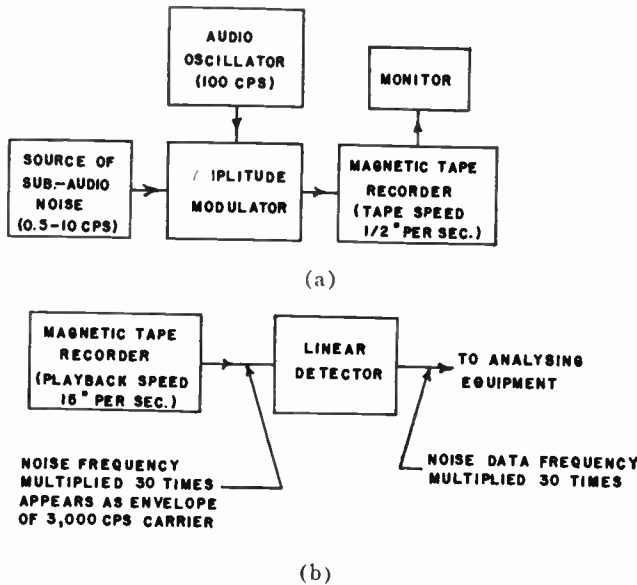 AUDIO
OSCILLATOR
(100 CPS)
MONITOR
SOURCE OF
SUB-AUDIO
NOISE
(0.5-10 CPS)
MODULATOR
MAGNETIC TAPE
RECORDER
(TAPE SPEED
1/2" PER SEC.)
(a)
MAGNETIC TAPE
RECORDER
(PLAYBACK SPEED
15" PER SEC.)
LINEAR
DETECTOR
TO ANALYSING
EQUIPMENT
NOISE FREQUENCY
MULTIPLIED 30 TIMES
APPEARS AS ENVELOPE
OF 3,000 CPS CARRIER
NOISE DATA FREQUENCY
MULTIPLIED 30 TIMES
(b)